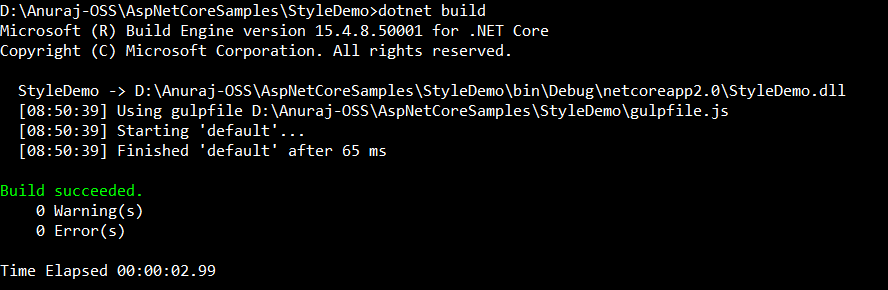 D:\Anuraj-OSS\AspNetCoreSamples\StyleDemo>dotnet build
Microsoft (R) Build Engine version 15.4.8.50001 for .NET Core
Copyright (C) Microsoft Corporation. All rights reserved.
StyleDemo -> D:\Anuraj-OSS\AspNetCoreSamples\StyleDemo\bin\Debug\netcoreapp2.0\StyleDemo.dll
[08:50:39] Using gulpfile D:\Anuraj-OSS\AspNetCoreSamples\StyleDemo\gulpfile.js
[08:50:39] Starting 'default'...
[08:50:39] Finished 'default' after 65 ms
Build succeeded.
0 Warning(s)
0 Error(s)
Time Elapsed 00:00:02.99